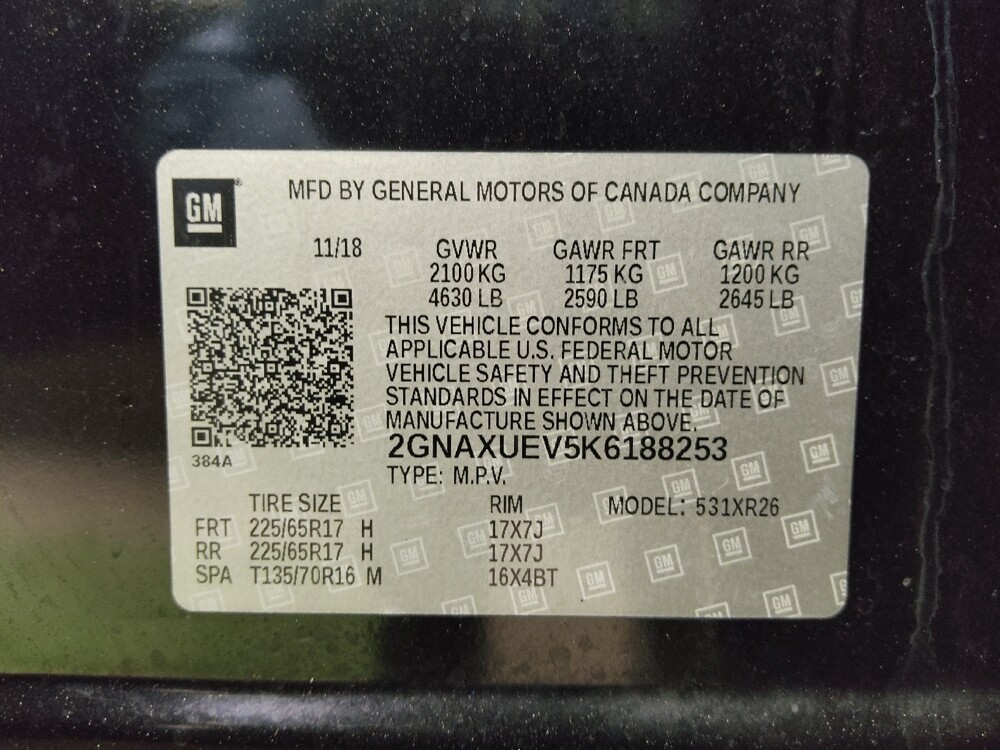 GM® MFD BY GENERAL MOTORS OF CANADA COMPANY
11/18 GVWR GAWR FRT GAWR RR
2100 KG 1175 KG 1200 KG
4630 LB 2590 LB 2645 LB
THIS VEHICLE CONFORMS TO ALL
APPLICABLE U.S. FEDERAL MOTOR
VEHICLE SAFETY AND THEFT PREVENTION
STANDARDS IN EFFECT ON THE DATE OF
MANUFACTURE SHOWN ABOVE.
2GNAXUEV5K6188253
384A
TYPE: M.P.V.
TIRE SIZE RIM MODEL: 531XR26
FRT 225/65R17 H 17X7J
RR 225/65R17 H 17X7J
SPA T135/70R16 M 16X4BT